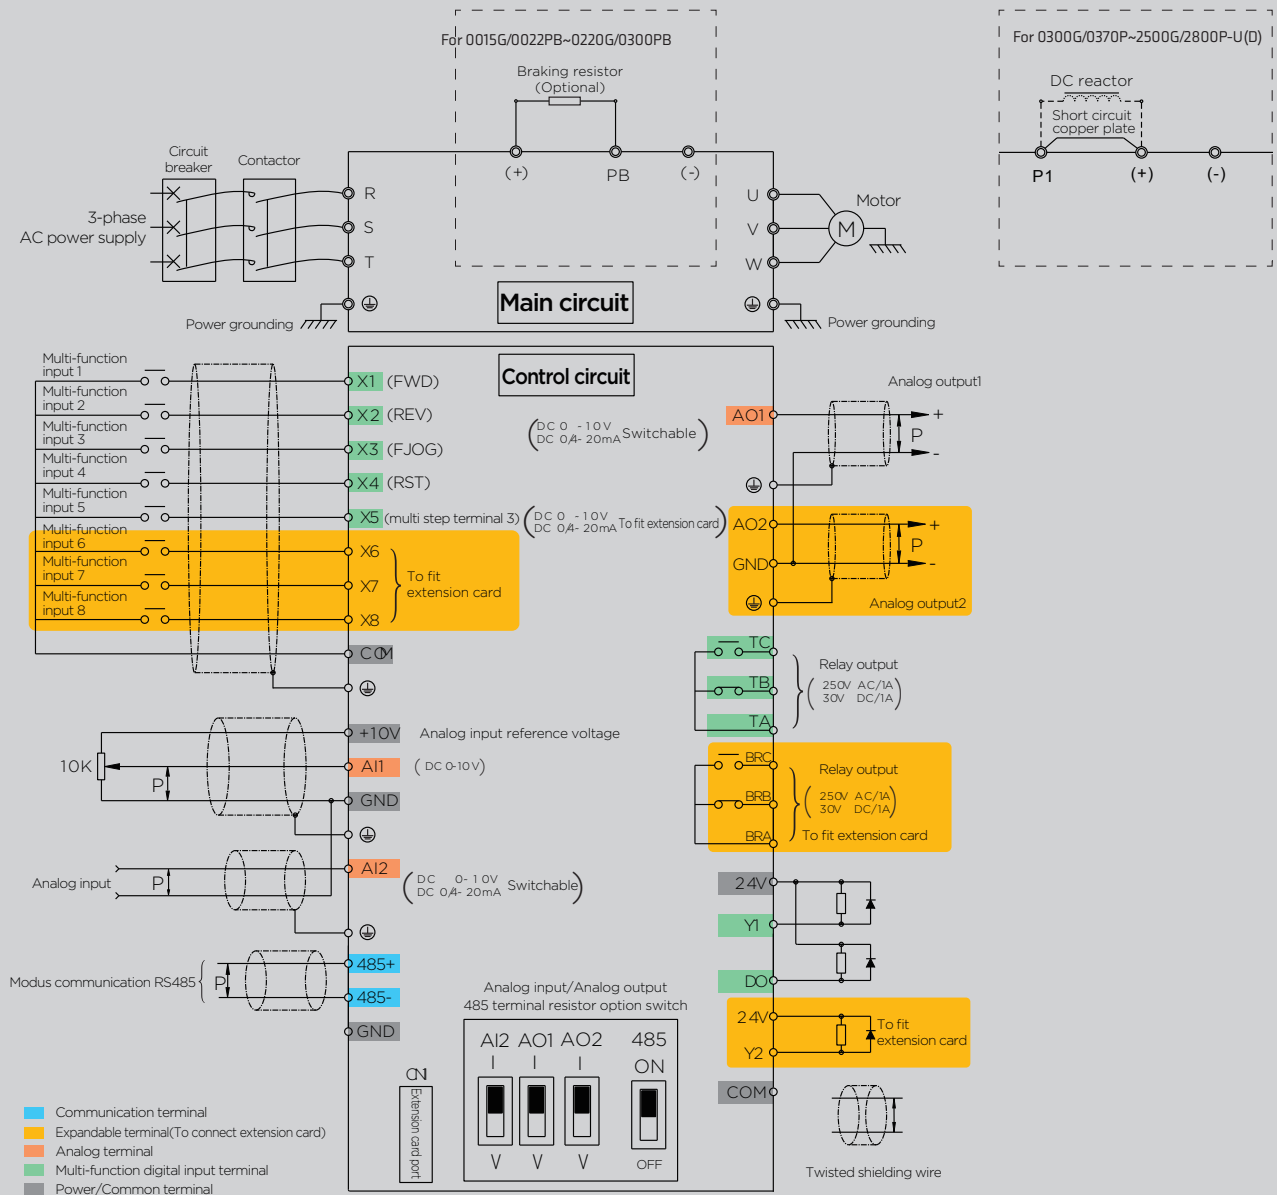 For 0015G/0022PB~0220G/0300PB
Braking resistor
(Optional)
(+)
PB
(-)
For 0300G/0370P~2500G/2800P-U(D)
DC reactor
Short circuit
copper plate
P1
(+)
(-)
Circuit
breaker
Contactor
3-phase
AC power supply
R
S
T
Power grounding
Main circuit
U
V
W
M
Motor
Power grounding
Control circuit
Multi-function
input 1
Multi-function
input 2
Multi-function
input 3
Multi-function
input 4
Multi-function
input 5
Multi-function
input 6
Multi-function
input 7
Multi-function
input 8
X1 (FWD)
X2 (REV)
X3 (FJOG)
X4 (RST)
X5 (multi step terminal 3)
X6
X7
X8
To fit
extension card
COM
+10V Analog input reference voltage
10K
P
AI1 ( DC 0-10V)
GND
Analog input
P
AI2
DC 0- 10V
DC 0/4- 20mA Switchable
Modus communication RS485
P
485+
485-
GND
Analog output1
AO1
DC 0 - 10V
DC 0/4- 20mA Switchable
+
P
-
DC 0 - 10V
DC 0/4- 20mA To fit extension card
AO2
GND
+
P
-
Analog output2
TC
TB
TA
Relay output
250V AC/1A
30V DC/1A
BRC
BRB
BRA
Relay output
250V AC/1A
30V DC/1A
To fit extension card
24V
Y1
DO
24V
Y2
To fit
extension card
COM
Twisted shielding wire
Analog input/Analog output
485 terminal resistor option switch
AI2 AO1 AO2 485
I I I ON
V V V OFF
CN1
Extension card port
Communication terminal
Expandable terminal(To connect extension card)
Analog terminal
Multi-function digital input terminal
Power/Common terminal